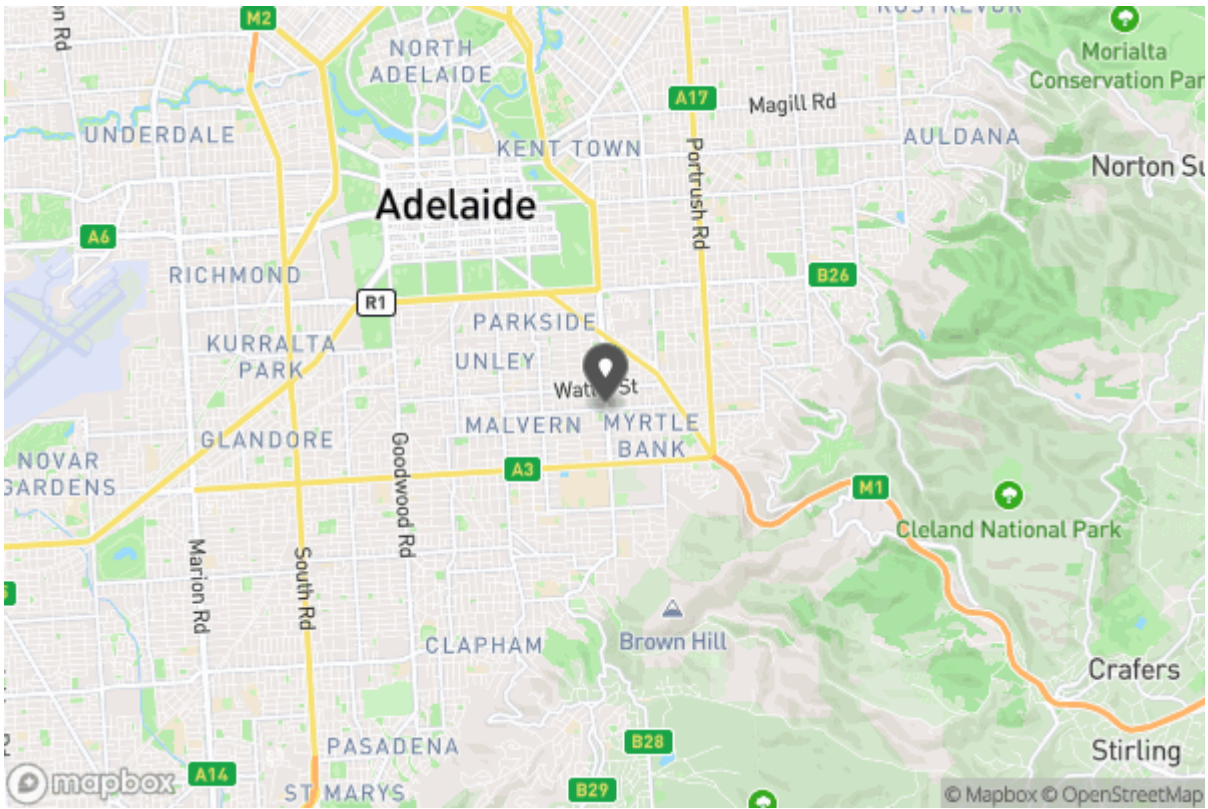 M2
ROSTREVOR
NORTH
ADELAIDE
Morialta
Conservation Par
A17
Magill Rd
UNDERDALE
KENT TOWN
AULDANA
Portrush Rd
Norton Su
Adelaide
A6
RICHMOND
B26
R1
PARKSIDE
KURRALTA
PARK
UNLEY
St
MALVERN
MYRTLE
BANK
GLANDORE
NOVAR
GARDENS
Goodwood Rd
A3
M1
Cleland National Park
Marion Rd
South Rd
CLAPHAM
Brown Hill
Crafers
PASADENA
B28
Stirling
mapbox
A14
ST MARYS
B29
© Mapbox © OpenStreetMap